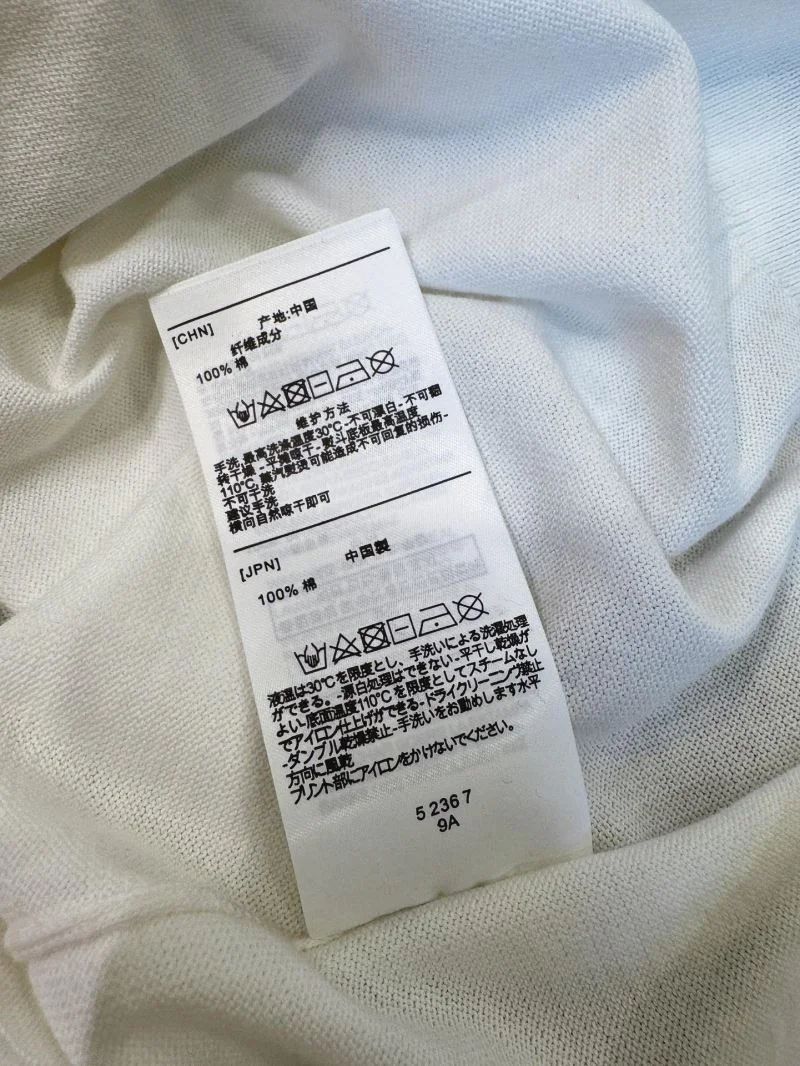 [CHN] 产地:中国
纤维成分
100% 棉
维护方法
手洗,最高洗涤温度30°C-不可漂白-不可翻
转干燥-平摊晾干-熨斗底板最高温度
110°C,蒸汽熨烫可能造成不可回复的损伤-
不可干洗
建议手洗
横向自然晾干即可
[JPN] 中国製
100% 棉
液温は30°Cを限度とし、手洗いによる洗濯処理
ができる。-源白処理はできない-平干し乾燥が
よい-底面温度110°Cを限度としてスチームなし
でアイロン仕上げができる-ドライクリーニング禁止
-ダンブル乾燥禁止-手洗いをお勧めします水平
方向に風乾
プリント部にアイロンをかけないでください。
52367
9A